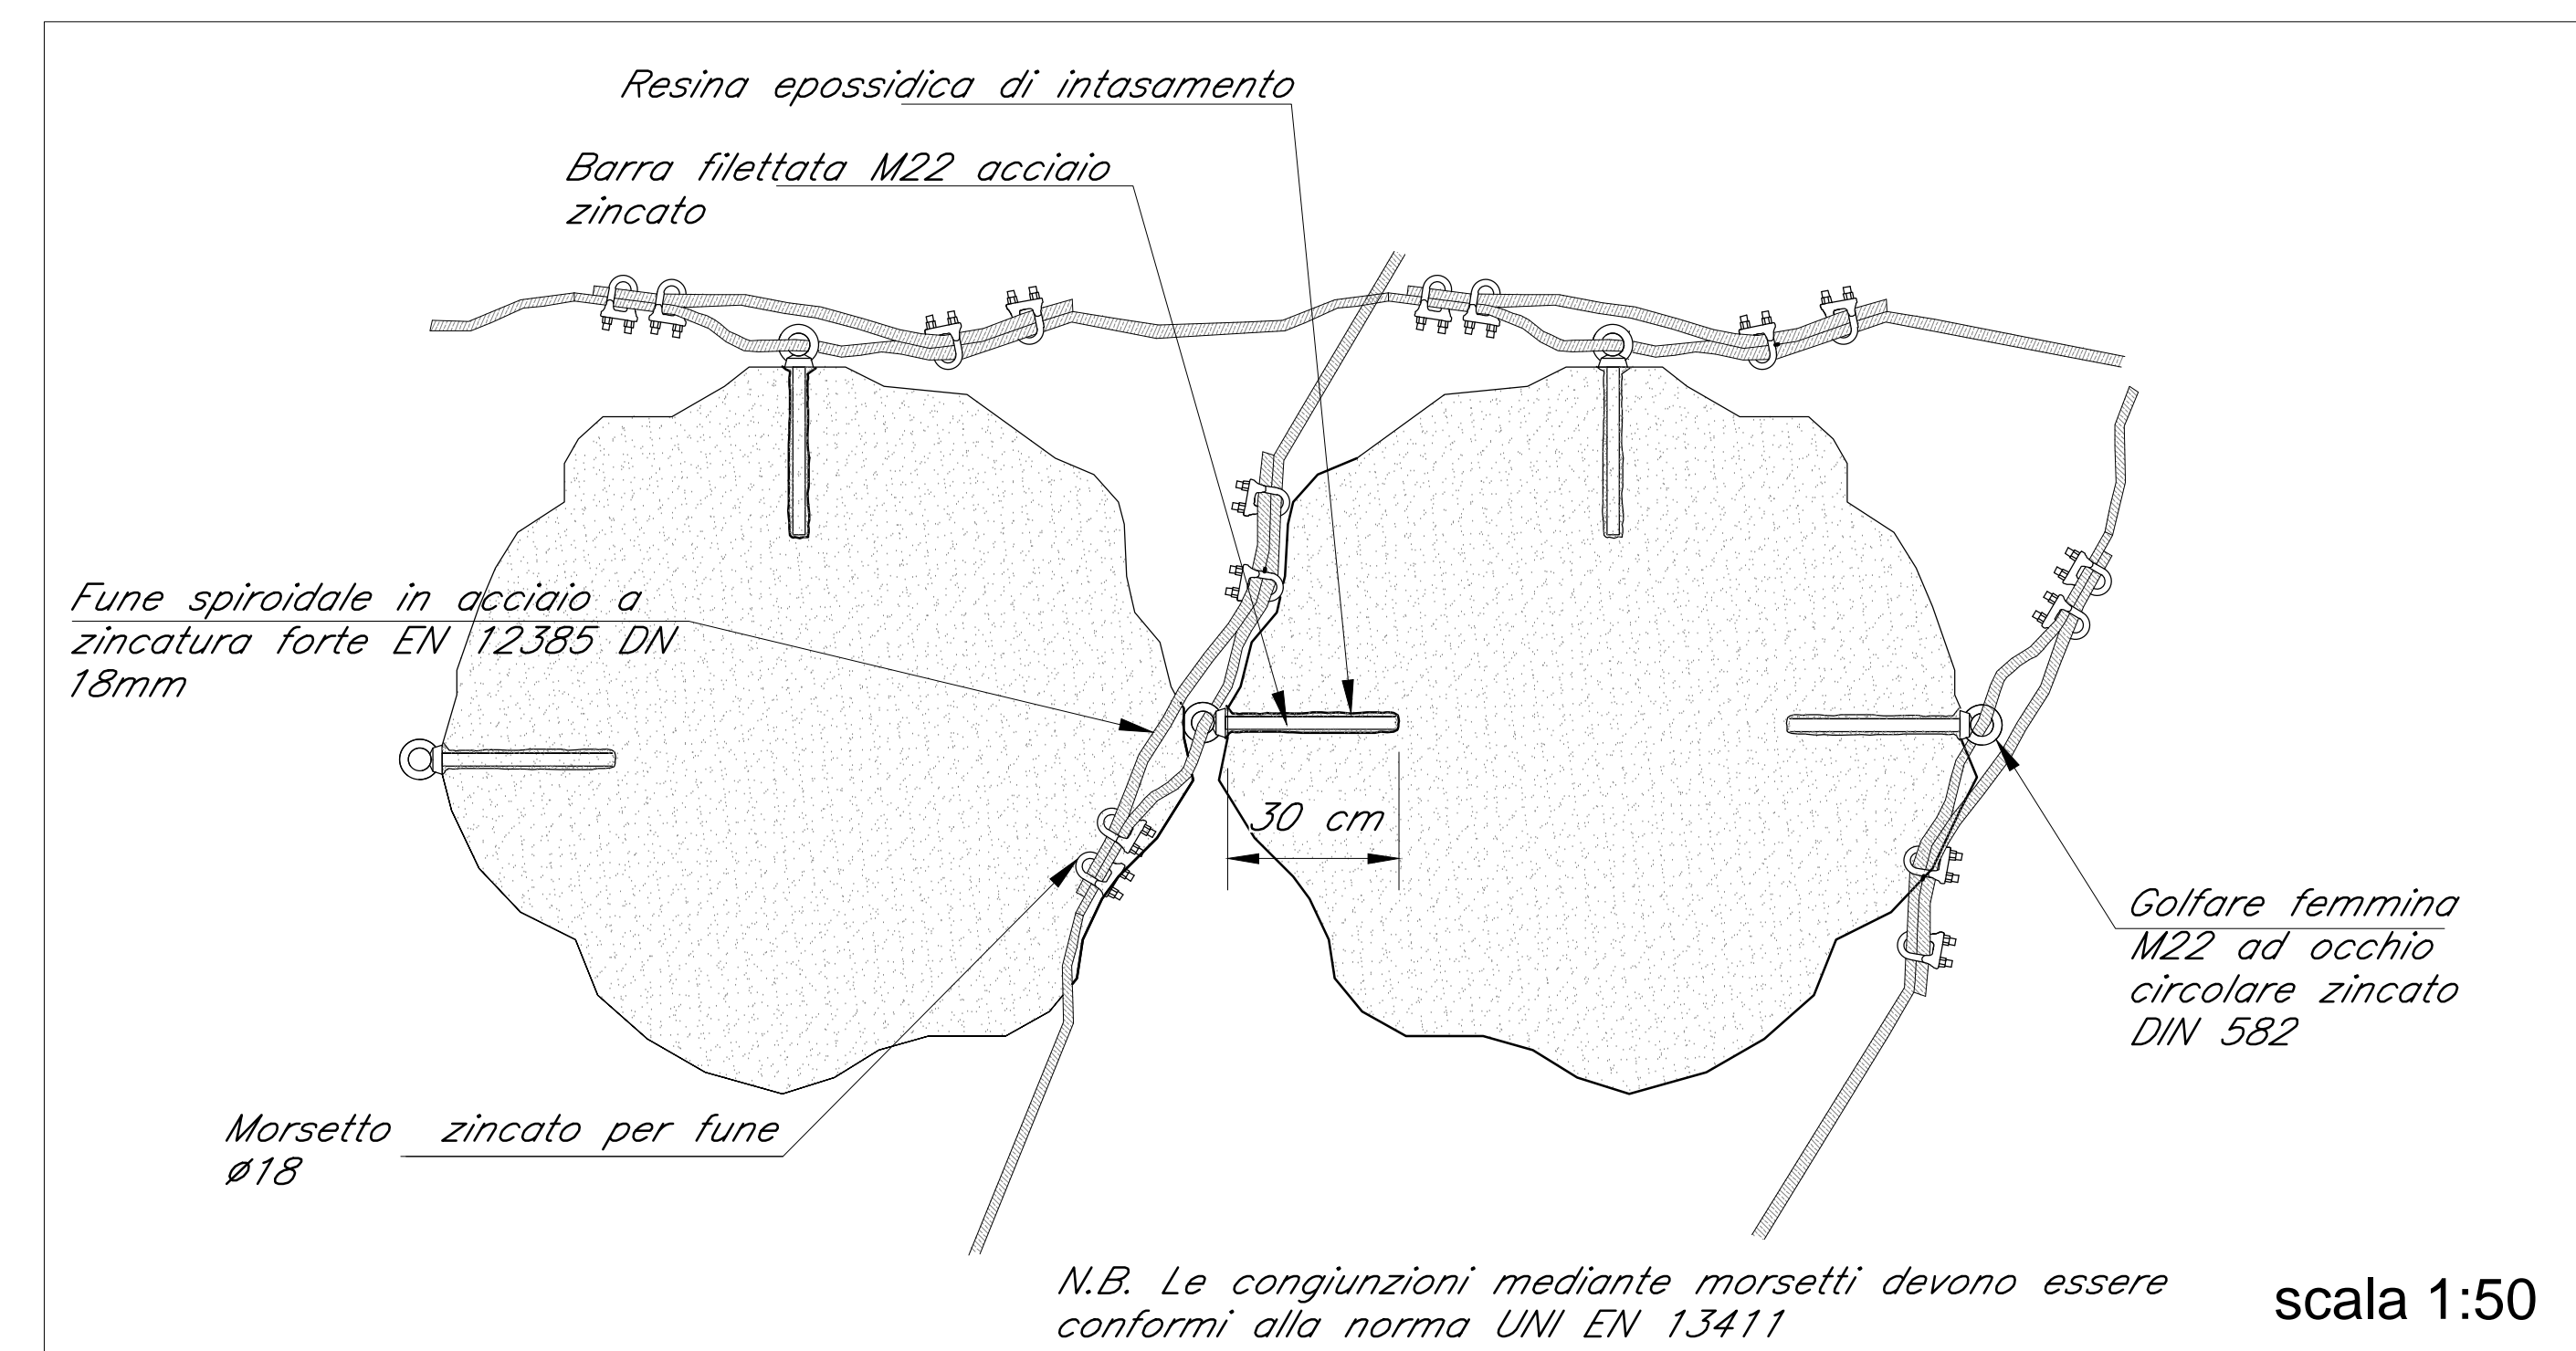 Resina epossidica di intasamento
Barra filettata M22 acciaio
zincato
Fune spiroidale in acciaio a
zincatura forte EN 12385 DN
18mm
30 cm
Golfare femmina
M22 ad occhio
circolare zincato
DIN 582
Morsetto zincato per fune
ø18
N.B. Le congiunzioni mediante morsetti devono essere
conformi alla norma UNI EN 13411
scala 1:50